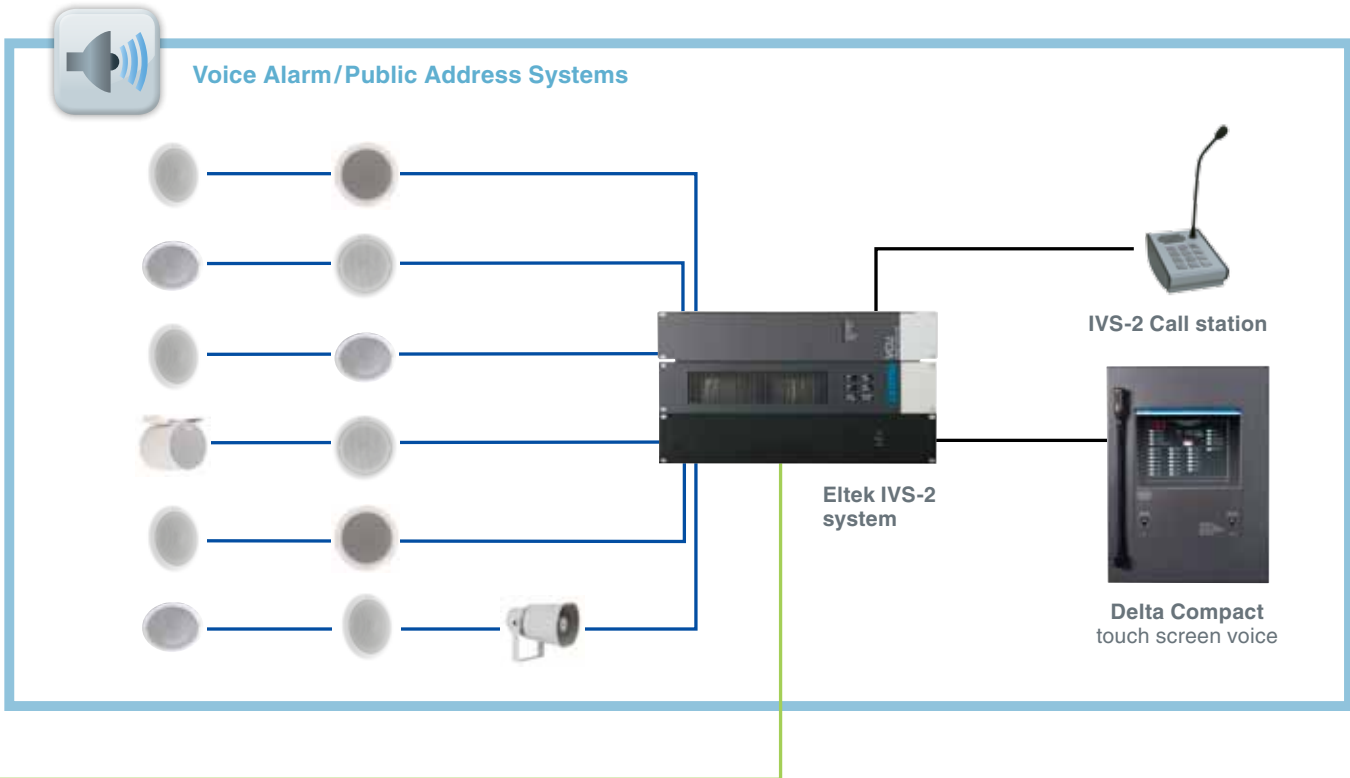 Voice Alarm/Public Address Systems
IVS-2 Call station
Eltek IVS-2
system
Delta Compact
touch screen voice